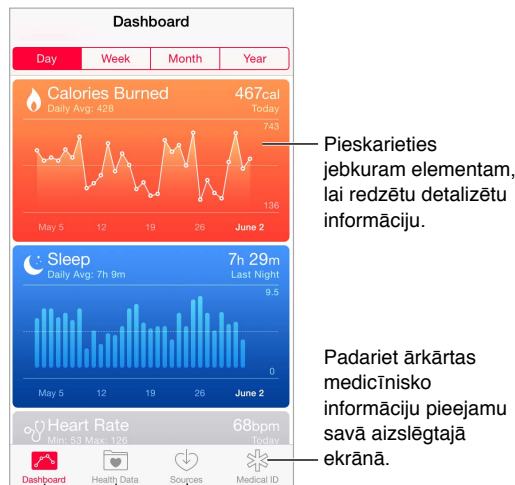 Dashboard
Day Week Month Year
Calories Burned 467cal
Daily Avg: 428 Today
743
136
May 5 12 19 26 June 2
Pieskarieties
jebkuram elementam,
lai redzētu detalizētu
informāciju.
Sleep 7h 29m
Daily Avg: 7h 9m Last Night
9.5
0
May 5 12 19 26 June 2
Heart Rate 68bpm
Min: 53 Max: 126 Today
Padariet ārkārtas
medicīnisko
informāciju pieejamu
savā aizslēgtajā
ekrānā.
Dashboard Health Data Sources Medical ID